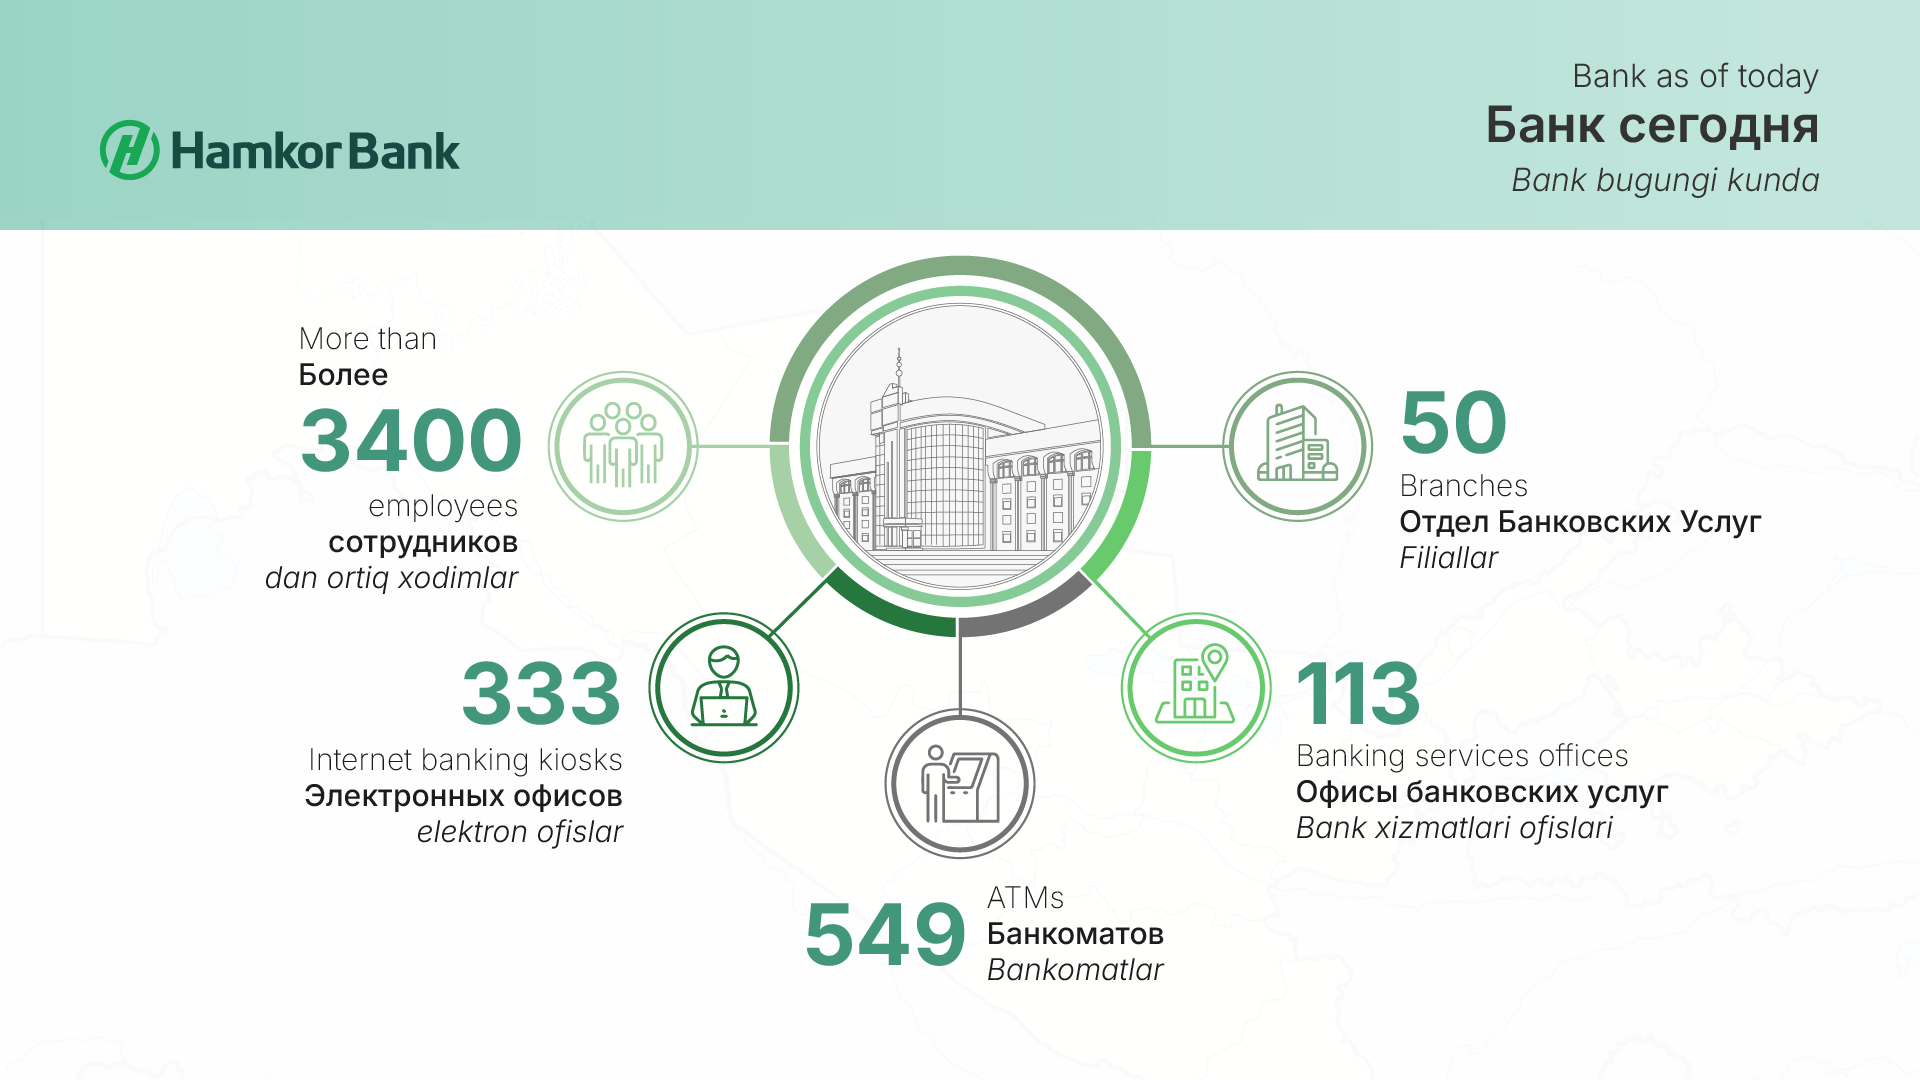 Hamkor Bank
Bank as of today
Банк сегодня
Bank bugungi kunda
More than
Более
3400
employees
сотрудников
dan ortiq xodimlar
50
Branches
Отдел Банковских Услуг
Filiallar
333
Internet banking kiosks
Электронных офисов
elektron ofislar
113
Banking services offices
Офисы банковских услуг
Bank xizmatlari ofislari
549
ATMs
Банкоматов
Bankomatlar